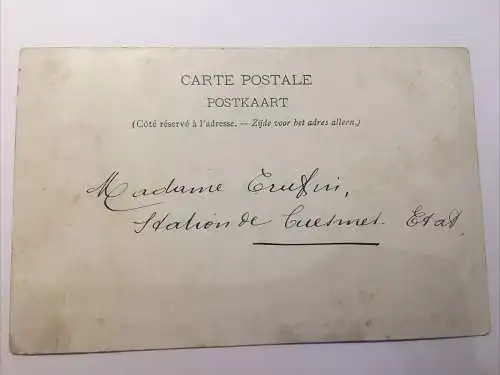 CARTE POSTALE
POSTKAART
(Côté réservé à l'adresse. — Zijde voor het adres alleen.)
Madame
Station de Cuesmes. Etat.